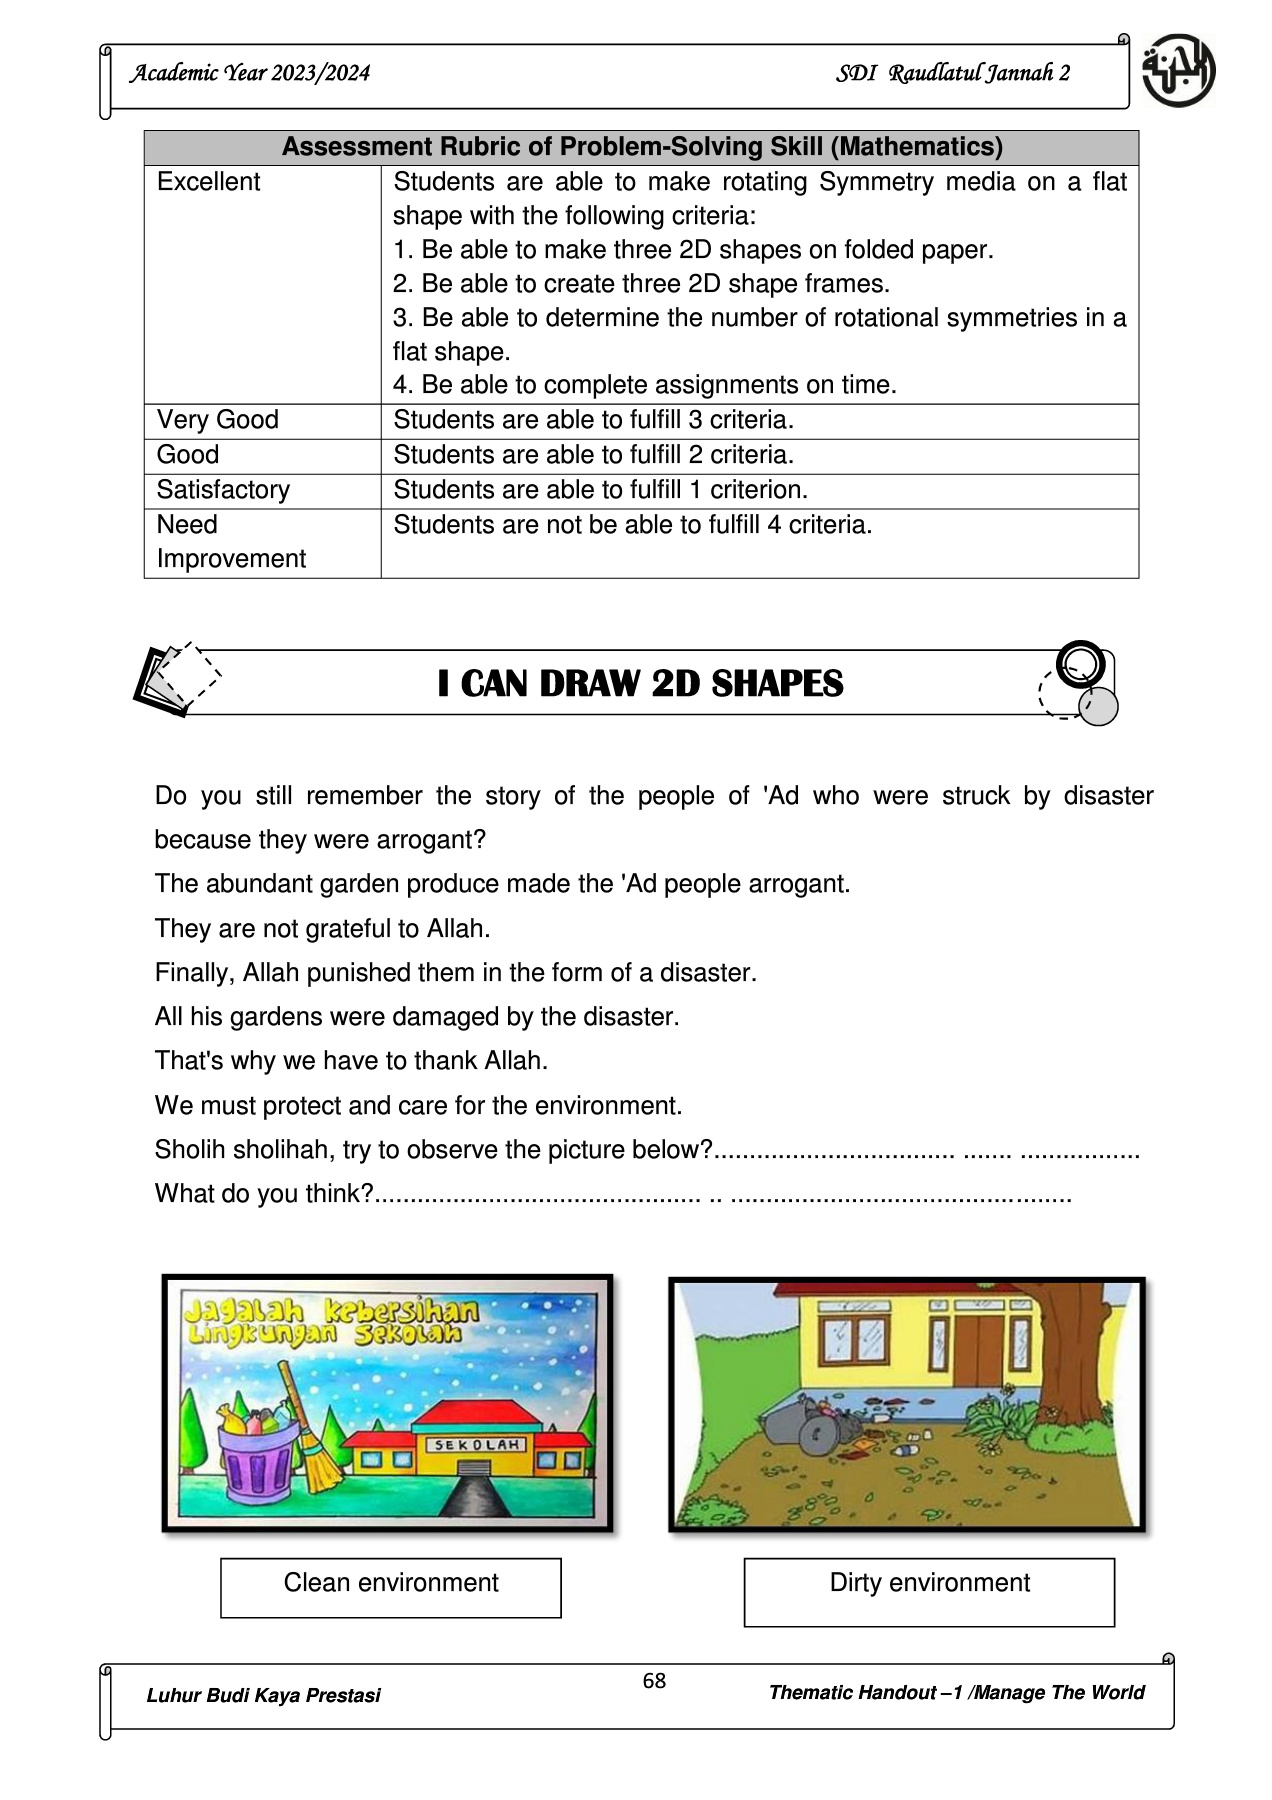 Academic Year 2023/2024
SDI Raudlatul Jannah 2
Assessment Rubric of Problem-Solving Skill (Mathematics)
Excellent
Students are able to make rotating Symmetry media on a flat
shape with the following criteria:
1. Be able to make three 2D shapes on folded paper.
2. Be able to create three 2D shape frames.
3. Be able to determine the number of rotational symmetries in a
flat shape.
4. Be able to complete assignments on time.
Very Good
Students are able to fulfill 3 criteria.
Good
Students are able to fulfill 2 criteria.
Satisfactory
Students are able to fulfill 1 criterion.
Need
Improvement
Students are not be able to fulfill 4 criteria.
I CAN DRAW 2D SHAPES
Do you still remember the story of the people of 'Ad who were struck by disaster
because they were arrogant?
The abundant garden produce made the 'Ad people arrogant.
They are not grateful to Allah.
Finally, Allah punished them in the form of a disaster.
All his gardens were damaged by the disaster.
That's why we have to thank Allah.
We must protect and care for the environment.
Sholih sholihah, try to observe the picture below?.................................. ....... .................
What do you think?.............................................. .. ................................................
Jagalah kebersihan
Lingkungan Sekolah
SEKOLAH
Clean environment
Dirty environment
Luhur Budi Kaya Prestasi
68
Thematic Handout –1 /Manage The World